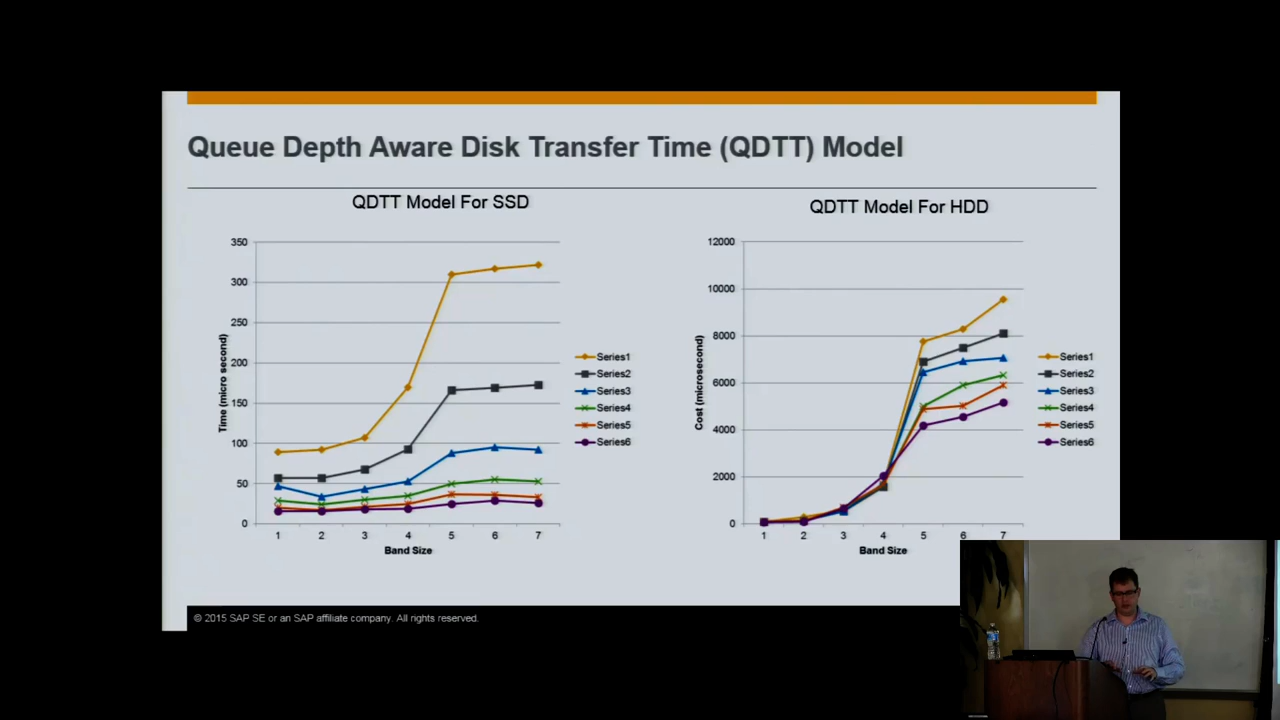 Queue Depth Aware Disk Transfer Time (QDTT) Model
QDTT Model For SSD
350
300
250
200
150
100
50
0
Time (micro second)
1 2 3 4 5 6 7
Band Size
Series1
Series2
Series3
Series4
Series5
Series6
QDTT Model For HDD
12000
10000
8000
6000
4000
2000
0
Cost (microsecond)
1 2 3 4 5 6 7
Band Size
Series1
Series2
Series3
Series4
Series5
Series6
© 2015 SAP SE or an SAP affiliate company. All rights reserved.